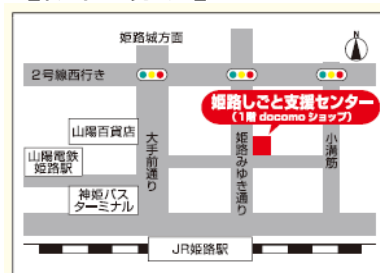 姫路城方面
N
2号線西行き
姫路しごと支援センター
(1階 docomo ショップ)
山陽百貨店
山陽電鉄
姫路駅
神姫バス
ターミナル
大手前通り
姫路みゆき通り
小溝筋
JR姫路駅